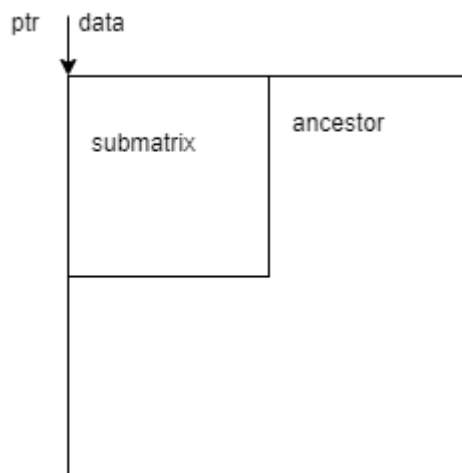 ptr data
ancestor
submatrix